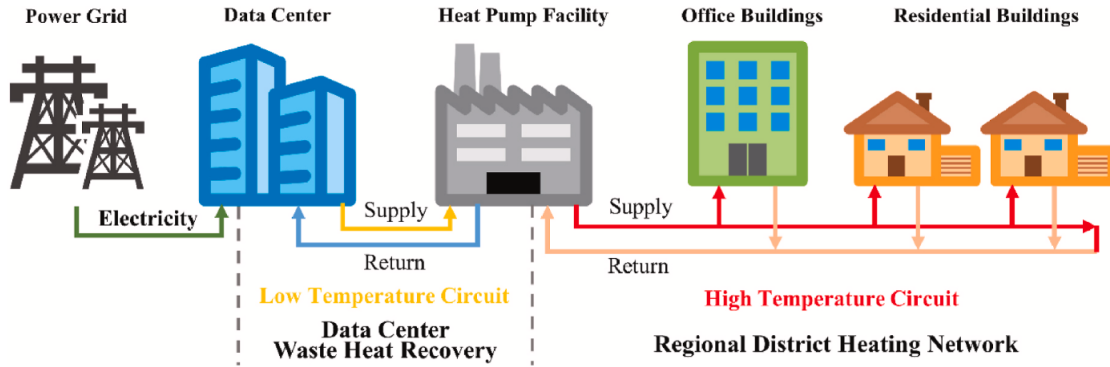 Power Grid
Data Center
Heat Pump Facility
Office Buildings
Residential Buildings
Electricity
Supply
Return
Supply
Return
Low Temperature Circuit
High Temperature Circuit
Data Center
Waste Heat Recovery
Regional District Heating Network